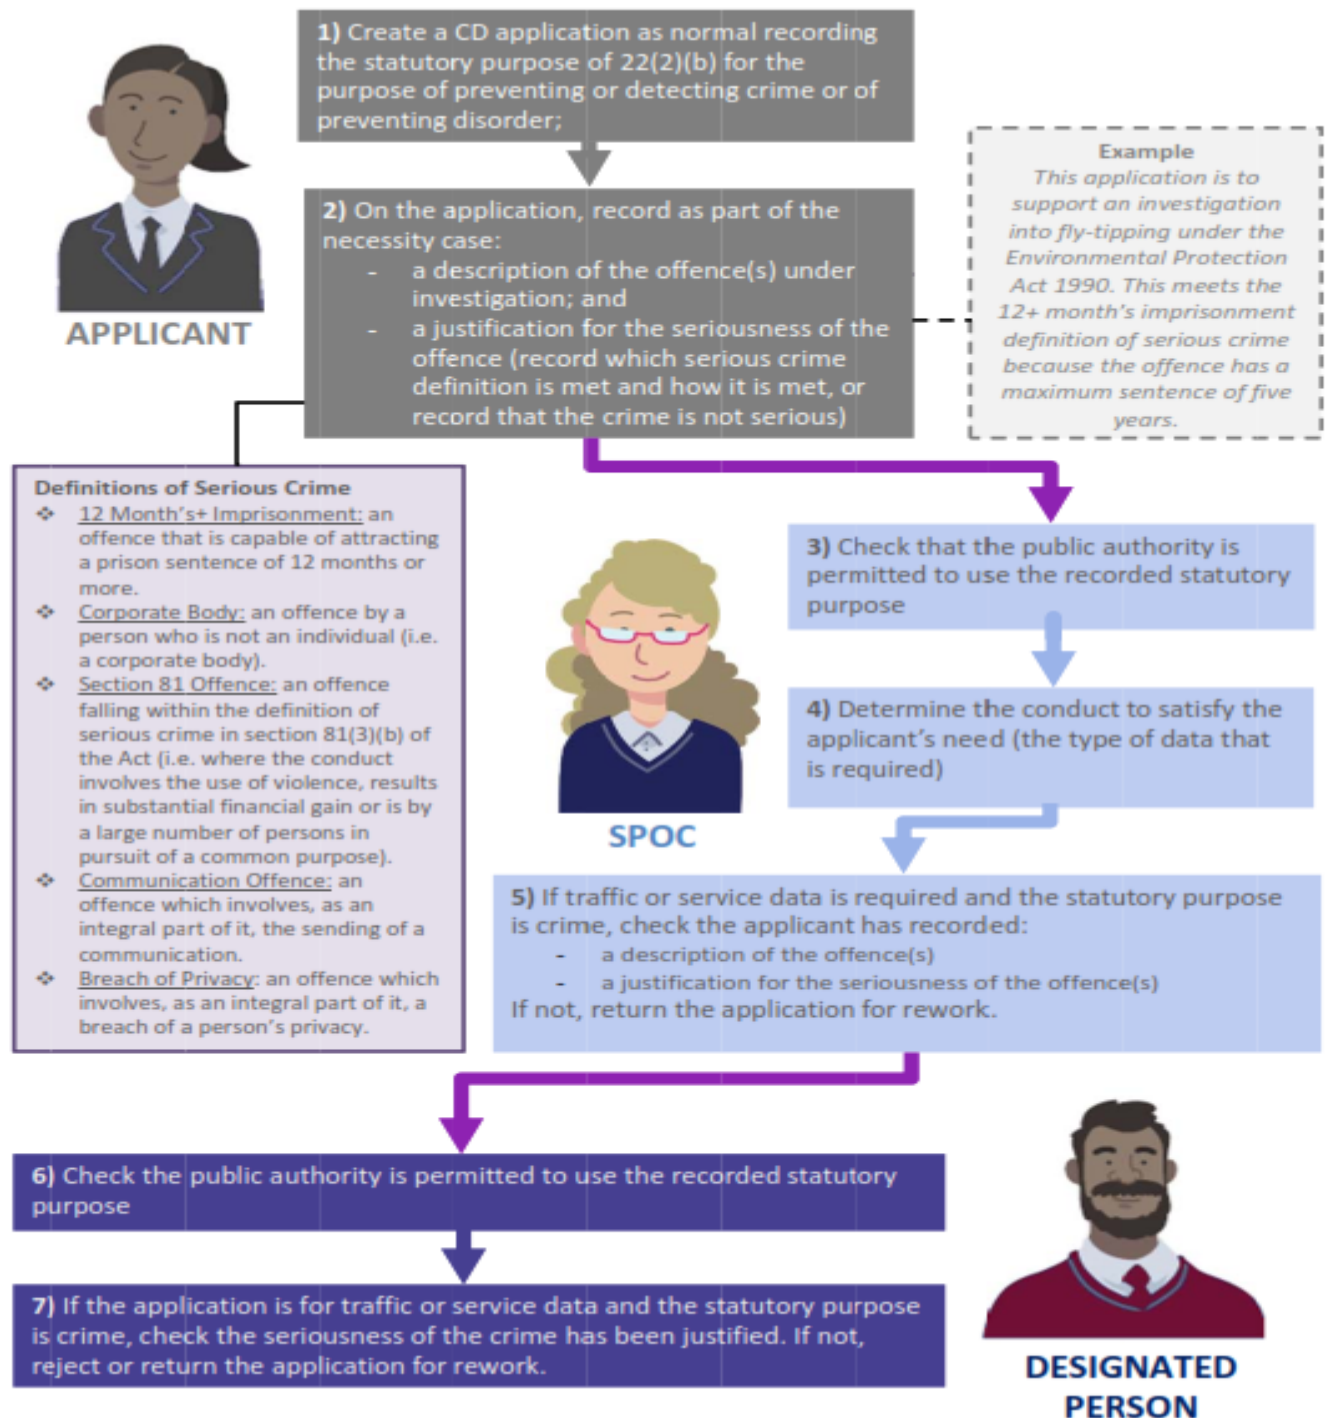 1) Create a CD application as normal recording
the statutory purpose of 22(2)(b) for the
purpose of preventing or detecting crime or of
preventing disorder;
APPLICANT
2) On the application, record as part of the
necessity case:
- a description of the offence(s) under
investigation; and
- a justification for the seriousness of the
offence (record which serious crime
definition is met and how it is met, or
record that the crime is not serious)
Example
This application is to
support an investigation
into fly-tipping under the
Environmental Protection
Act 1990. This meets the
12+ month's imprisonment
definition of serious crime
because the offence has a
maximum sentence of five
years.
Definitions of Serious Crime
❖ 12 Month's+ Imprisonment: an
offence that is capable of attracting
a prison sentence of 12 months or
more.
❖ Corporate Body: an offence by a
person who is not an individual (i.e.
a corporate body).
❖ Section 81 Offence: an offence
falling within the definition of
serious crime in section 81(3)(b) of
the Act (i.e. where the conduct
involves the use of violence, results
in substantial financial gain or is by
a large number of persons in
pursuit of a common purpose).
❖ Communication Offence: an
offence which involves, as an
integral part of it, the sending of a
communication.
❖ Breach of Privacy: an offence which
involves, as an integral part of it, a
breach of a person's privacy.
3) Check that the public authority is
permitted to use the recorded statutory
purpose
4) Determine the conduct to satisfy the
applicant's need (the type of data that
is required)
SPOC
5) If traffic or service data is required and the statutory purpose
is crime, check the applicant has recorded:
- a description of the offence(s)
- a justification for the seriousness of the offence(s)
If not, return the application for rework.
6) Check the public authority is permitted to use the recorded statutory
purpose
7) If the application is for traffic or service data and the statutory purpose
is crime, check the seriousness of the crime has been justified. If not,
reject or return the application for rework.
DESIGNATED
PERSON